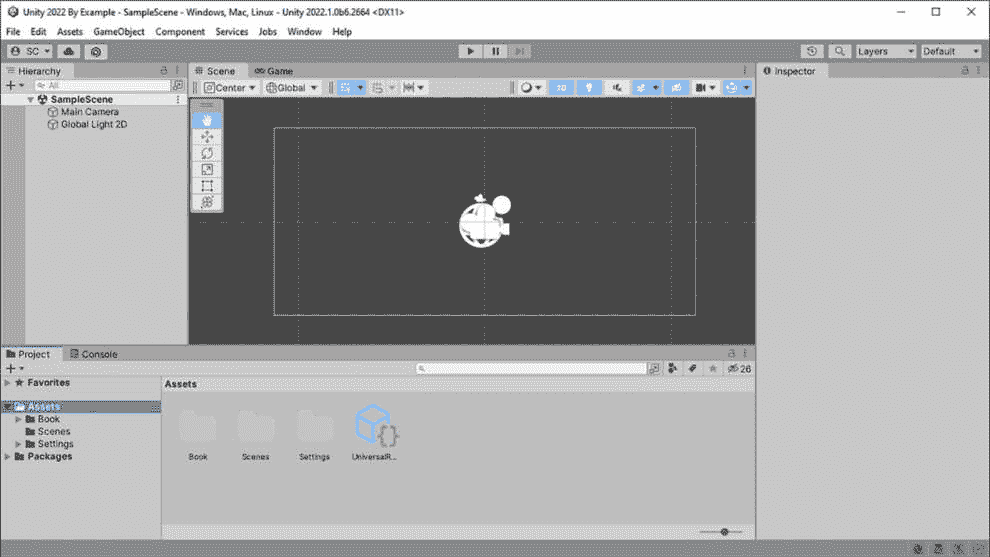 Unity 2022 By Example - SampleScene - Windows, Mac, Linux - Unity 2022.1.0b6.2664 <DX11>
File Edit Assets GameObject Component Services Jobs Window Help
SC Layers Default
Hierarchy Scene Game Inspector
All Center Global 2D
SampleScene
Main Camera
Global Light 2D
Project Console
26
Favorites Assets
Assets
Book
Scenes
Settings
Packages
Book Scenes Settings UniversalR...